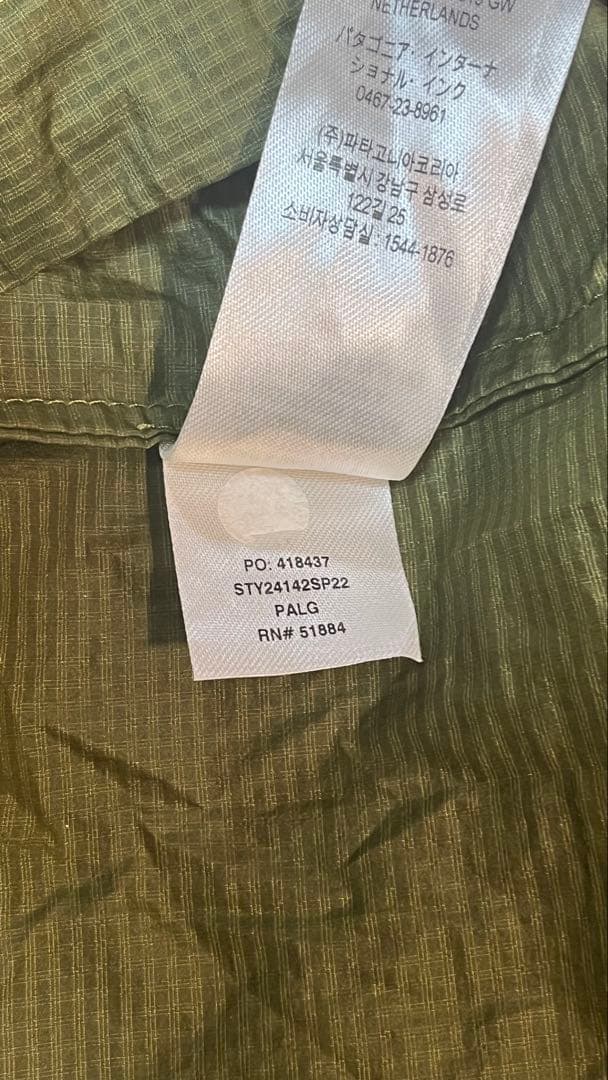 GW
NETHERLANDS
パタゴニア・インターナ
ショナル・インク
0467-23-8961
(주)파타고니아코리아
서울특별시 강남구 삼성로
122길 25
소비자상담실 : 1544-1876
PO: 418437
STY24142SP22
PALG
RN# 51884